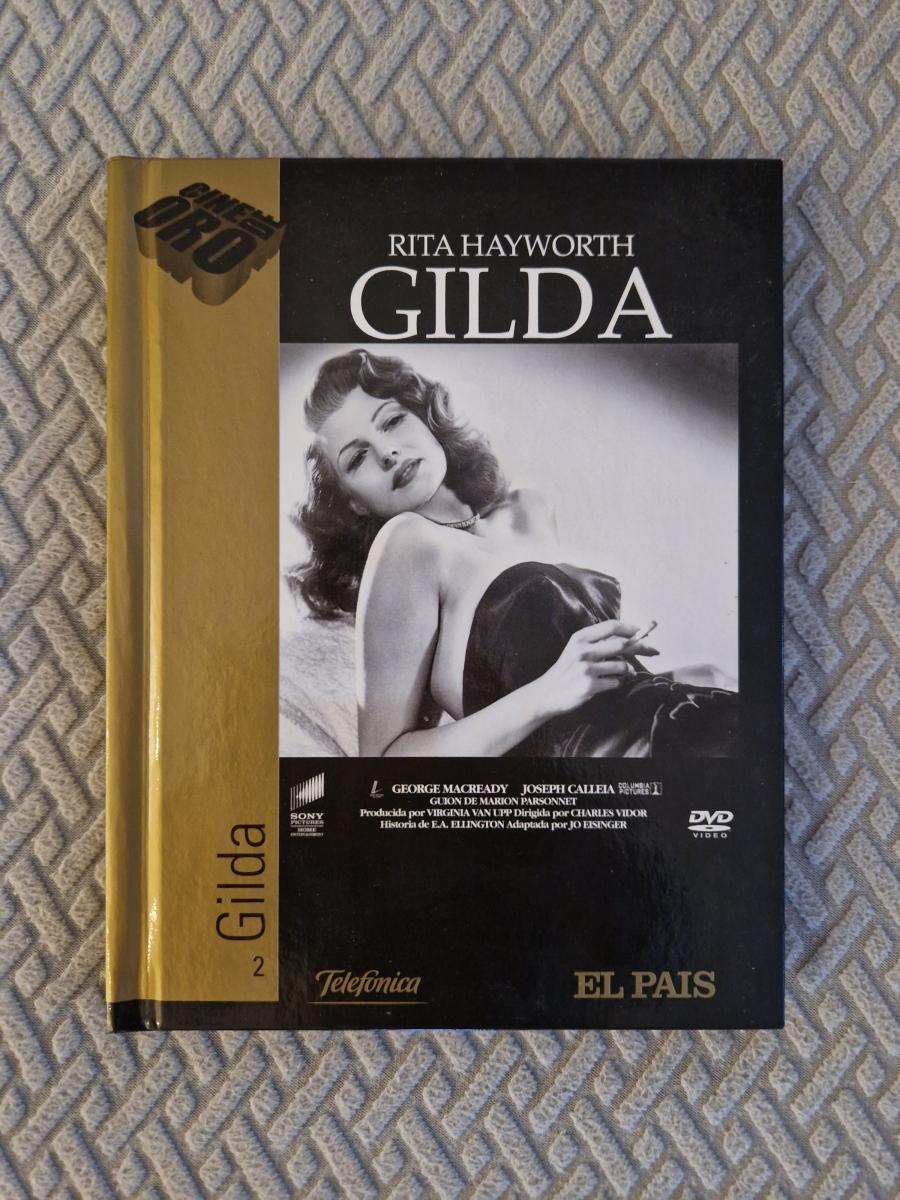 CINE DE
ORO
RITA HAYWORTH
GILDA
SONY
PICTURES
HOME
ENTERTAINMENT
GEORGE MACREADY JOSEPH CALLEIA COLUMBIA PICTURES
GUION DE MARION PARSONNET
Producida por VIRGINIA VAN UPP Dirigida por CHARLES VIDOR
Historia de E.A. ELLINGTON Adaptada por JO EISINGER
DVD
VIDEO
Gilda
2
Telefónica
EL PAIS